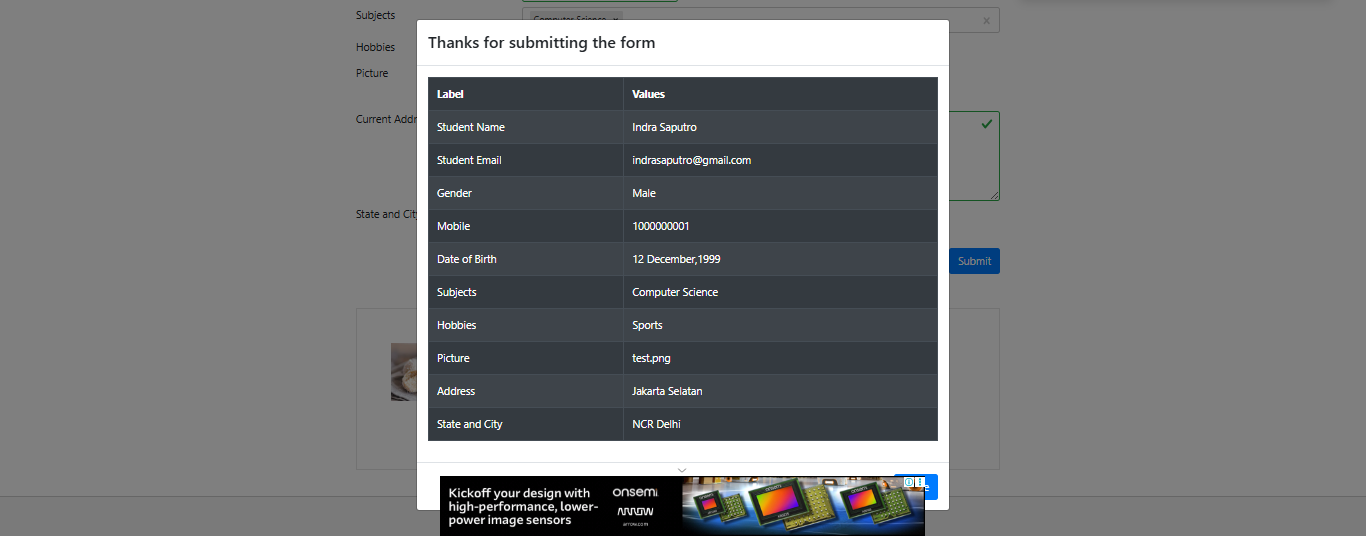 Subjects
Computer Science
Hobbies
Picture
Current Addr
State and City
Submit
Thanks for submitting the form
Label Values
Student Name Indra Saputro
Student Email indrasaputro@gmail.com
Gender Male
Mobile 1000000001
Date of Birth 12 December,1999
Subjects Computer Science
Hobbies Sports
Picture test.png
Address Jakarta Selatan
State and City NCR Delhi
Kickoff your design with
high-performance, lower-
power image sensors
onsemi
ARROW